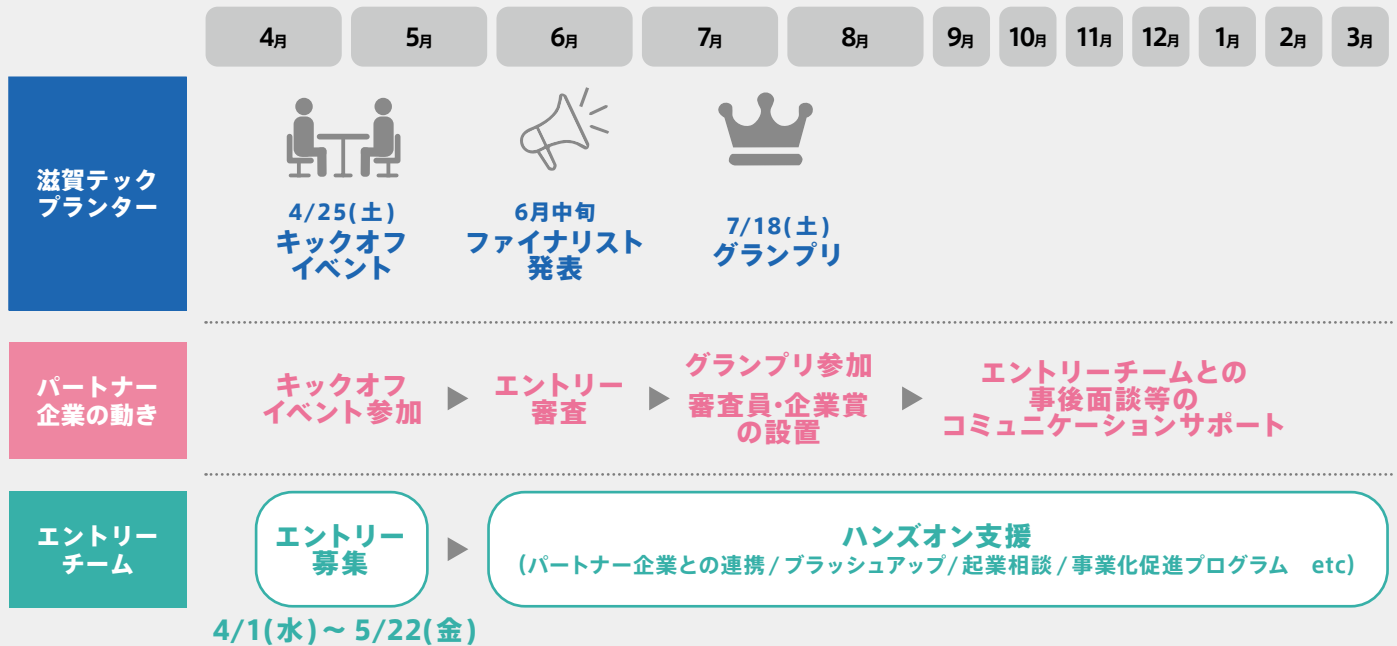 4月 5月 6月 7月 8月 9月 10月 11月 12月 1月 2月 3月
滋賀テック
プランター
4/25(土)
キックオフ
イベント
6月中旬
ファイナリスト
発表
7/18(土)
グランプリ
パートナー
企業の動き
キックオフ
イベント参加
エントリー
審査
グランプリ参加
審査員・企業賞
の設置
エントリーチームとの
事後面談等の
コミュニケーションサポート
エントリー
チーム
エントリー
募集
4/1(水)～5/22(金)
ハンズオン支援
(パートナー企業との連携/ブラッシュアップ/起業相談/事業化促進プログラム　etc)